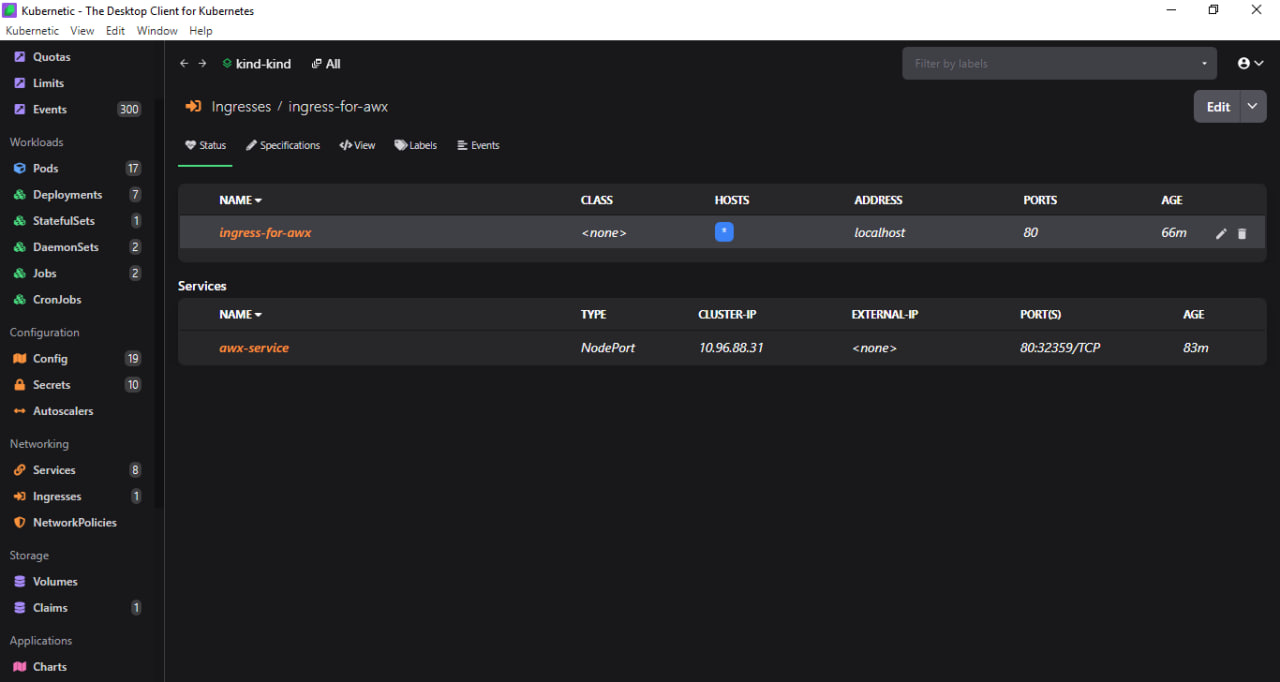 Kubernetic - The Desktop Client for Kubernetes
Kubernetic View Edit Window Help
Quotas
Limits
Events 300
Workloads
Pods 17
Deployments 7
StatefulSets 1
DaemonSets 2
Jobs 2
CronJobs
Configuration
Config 19
Secrets 10
Autoscalers
Networking
Services 8
Ingresses 1
NetworkPolicies
Storage
Volumes
Claims 1
Applications
Charts
kind-kind All
Filter by labels
Ingresses / ingress-for-awx
Edit
Status Specifications View Labels Events
NAME CLASS HOSTS ADDRESS PORTS AGE
ingress-for-awx <none> * localhost 80 66m
Services
NAME TYPE CLUSTER-IP EXTERNAL-IP PORT(S) AGE
awx-service NodePort 10.96.88.31 <none> 80:32359/TCP 83m